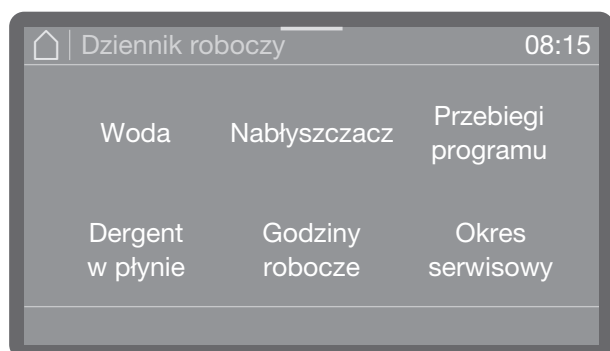 Dziennik roboczy 08:15
Woda Nabłyszczacz Przebiegi
programu
Dergent
w płynie
Godziny
robocze
Okres
serwisowy